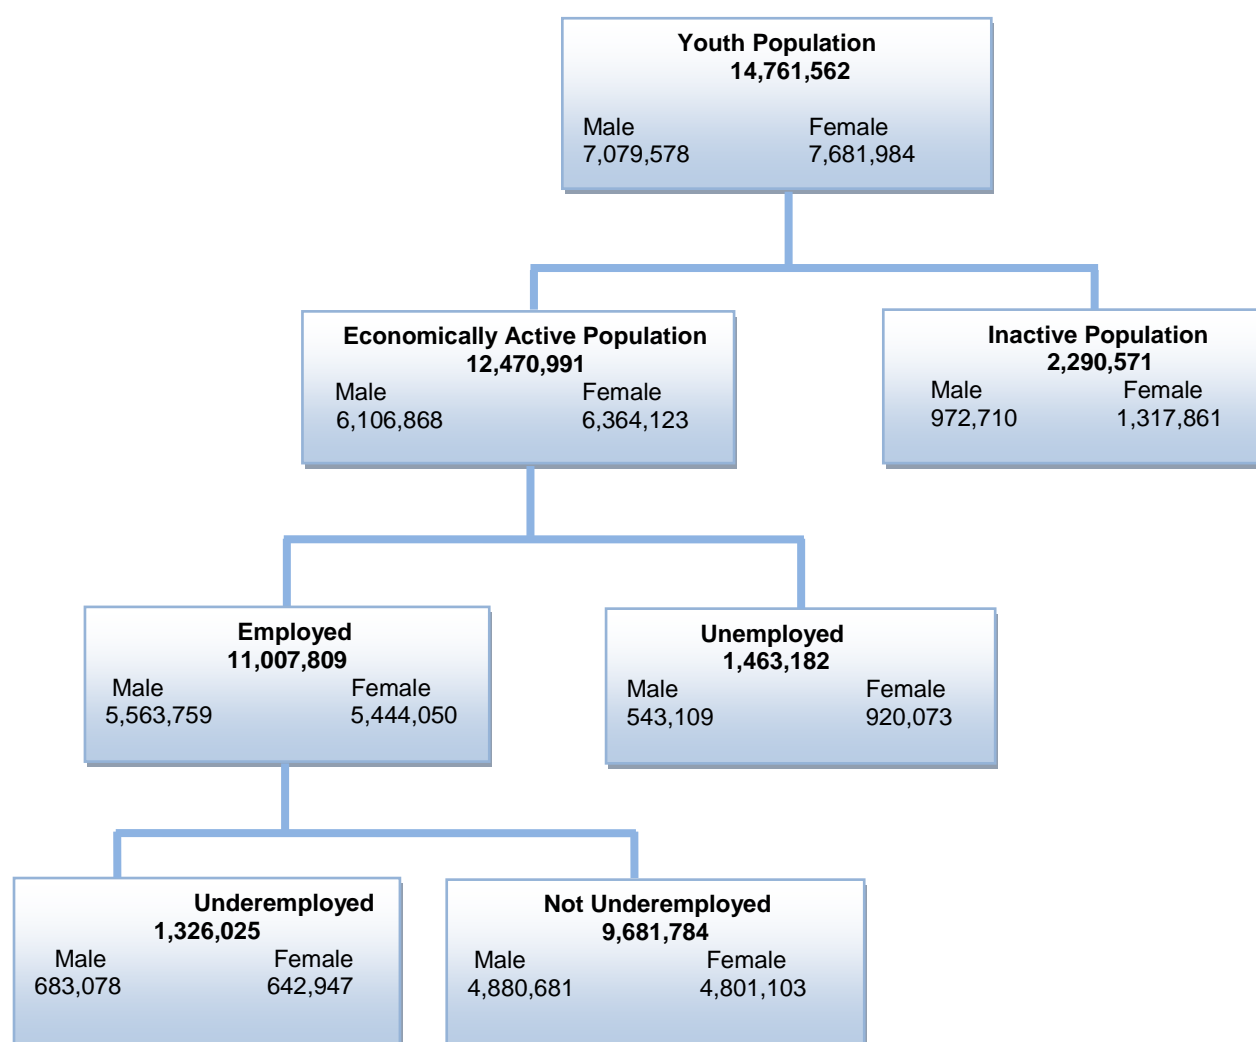 Youth Population
14,761,562
Male Female
7,079,578 7,681,984
Economically Active Population
12,470,991
Male Female
6,106,868 6,364,123
Inactive Population
2,290,571
Male Female
972,710 1,317,861
Employed
11,007,809
Male Female
5,563,759 5,444,050
Unemployed
1,463,182
Male Female
543,109 920,073
Underemployed
1,326,025
Male Female
683,078 642,947
Not Underemployed
9,681,784
Male Female
4,880,681 4,801,103